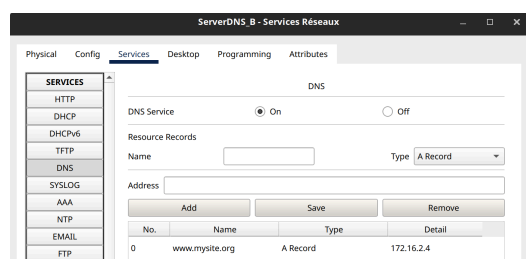 ServerDNS_B - Services Réseaux
Physical Config Services Desktop Programming Attributes
SERVICES
HTTP
DHCP
DHCPv6
TFTP
DNS
SYSLOG
AAA
NTP
EMAIL
FTP
DNS
DNS Service On Off
Resource Records
Name Type A Record
Address
Add Save Remove
No. Name Type Detail
0 www.mysite.org A Record 172.16.2.4